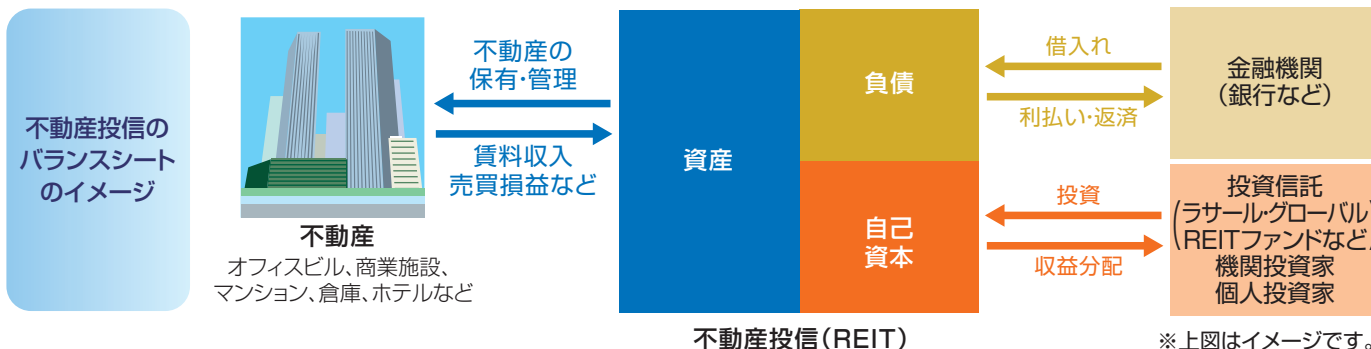 不動産投信の
バランスシート
のイメージ
不動産
オフィスビル、商業施設、
マンション、倉庫、ホテルなど
不動産の
保有・管理
賃料収入
売買損益など
資産
負債
自己
資本
不動産投信（REIT）
借入れ
利払い・返済
投資
収益分配
金融機関
（銀行など）
投資信託
（ラサール・グローバル
REITファンドなど）
機関投資家
個人投資家
※上図はイメージです。